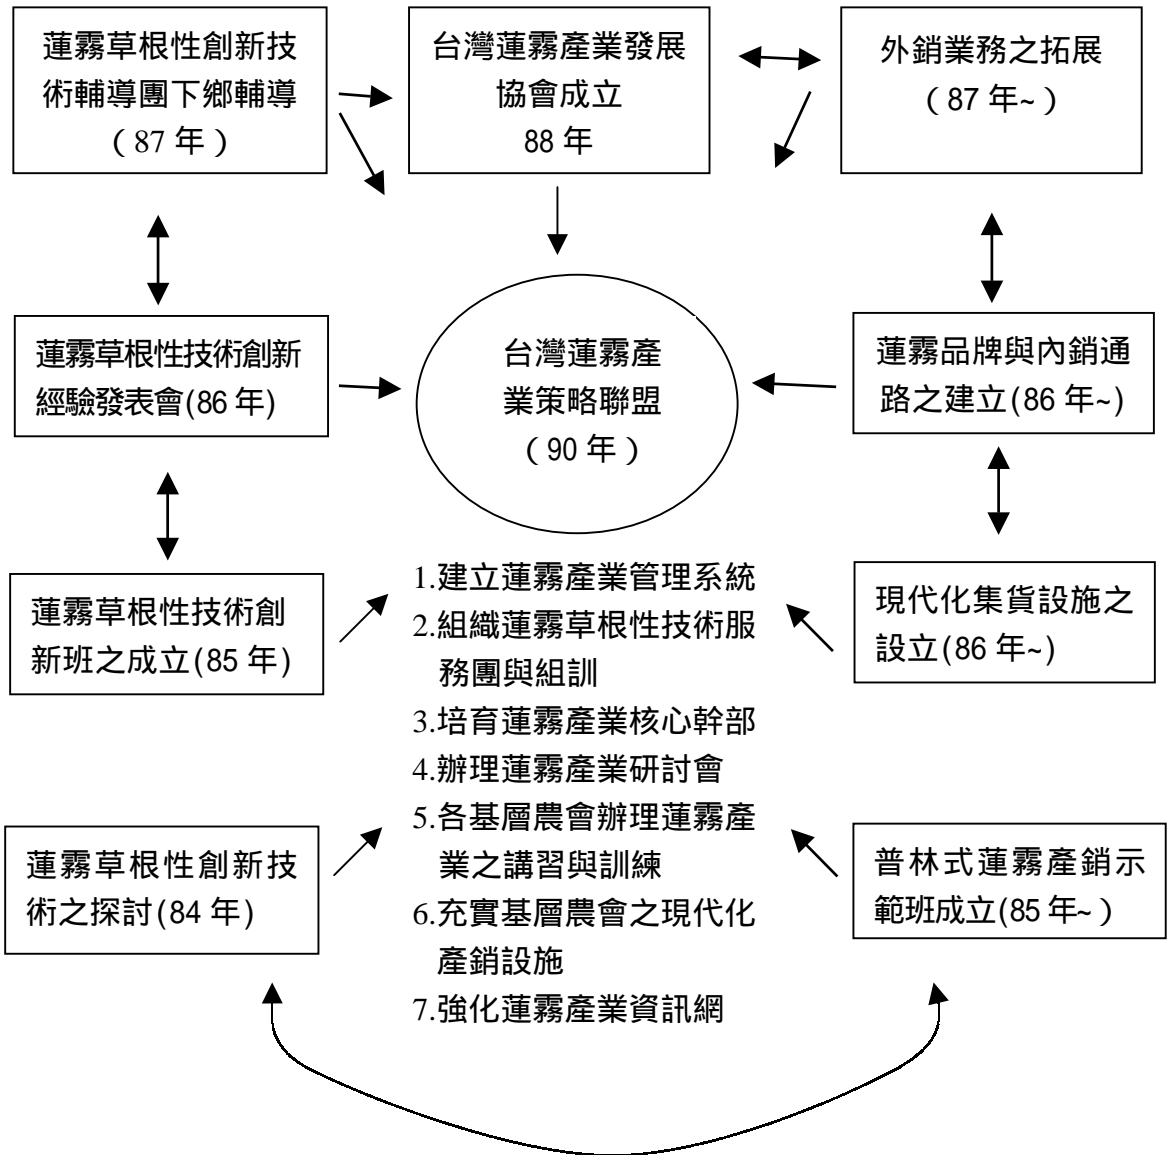 蓮霧草根性創新技
術輔導團下鄉輔導
（87 年）
台灣蓮霧產業發展
協會成立
88 年
外銷業務之拓展
（87 年~）
蓮霧草根性技術創新
經驗發表會(86 年)
台灣蓮霧產
業策略聯盟
（90 年）
蓮霧品牌與內銷通
路之建立(86 年~)
蓮霧草根性技術創
新班之成立(85 年)
1.建立蓮霧產業管理系統
2.組織蓮霧草根性技術服
務團與組訓
3.培育蓮霧產業核心幹部
4.辦理蓮霧產業研討會
5.各基層農會辦理蓮霧產
業之講習與訓練
6.充實基層農會之現代化
產銷設施
7.強化蓮霧產業資訊網
現代化集貨設施之
設立(86 年~)
蓮霧草根性創新技
術之探討(84 年)
普林式蓮霧產銷示
範班成立(85 年~）